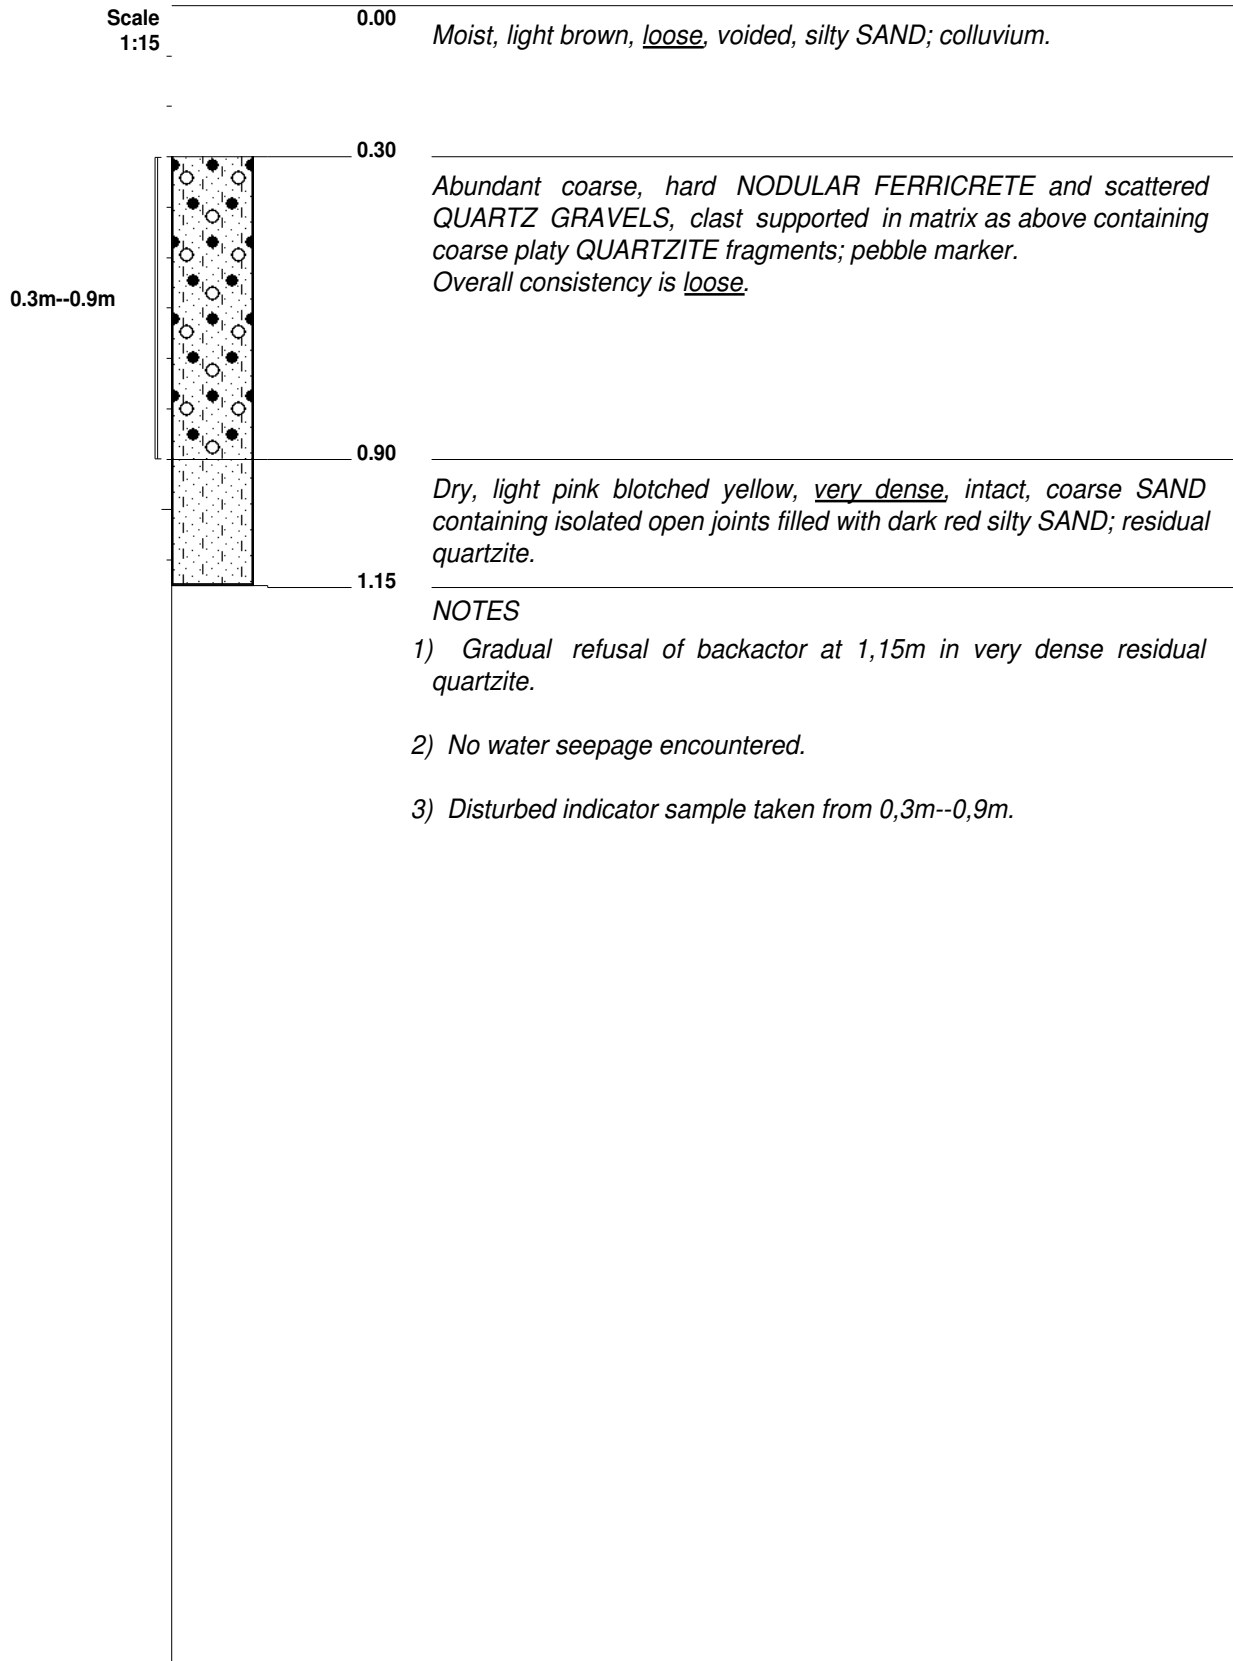 Scale
1:15
0.00
Moist, light brown, loose, voided, silty SAND; colluvium.
0.30
Abundant coarse, hard NODULAR FERRICRETE and scattered
QUARTZ GRAVELS, clast supported in matrix as above containing
coarse platy QUARTZITE fragments; pebble marker.
Overall consistency is loose.
0.3m--0.9m
0.90
Dry, light pink blotched yellow, very dense, intact, coarse SAND
containing isolated open joints filled with dark red silty SAND; residual
quartzite.
1.15
NOTES
1) Gradual refusal of backactor at 1,15m in very dense residual
quartzite.
2) No water seepage encountered.
3) Disturbed indicator sample taken from 0,3m--0,9m.